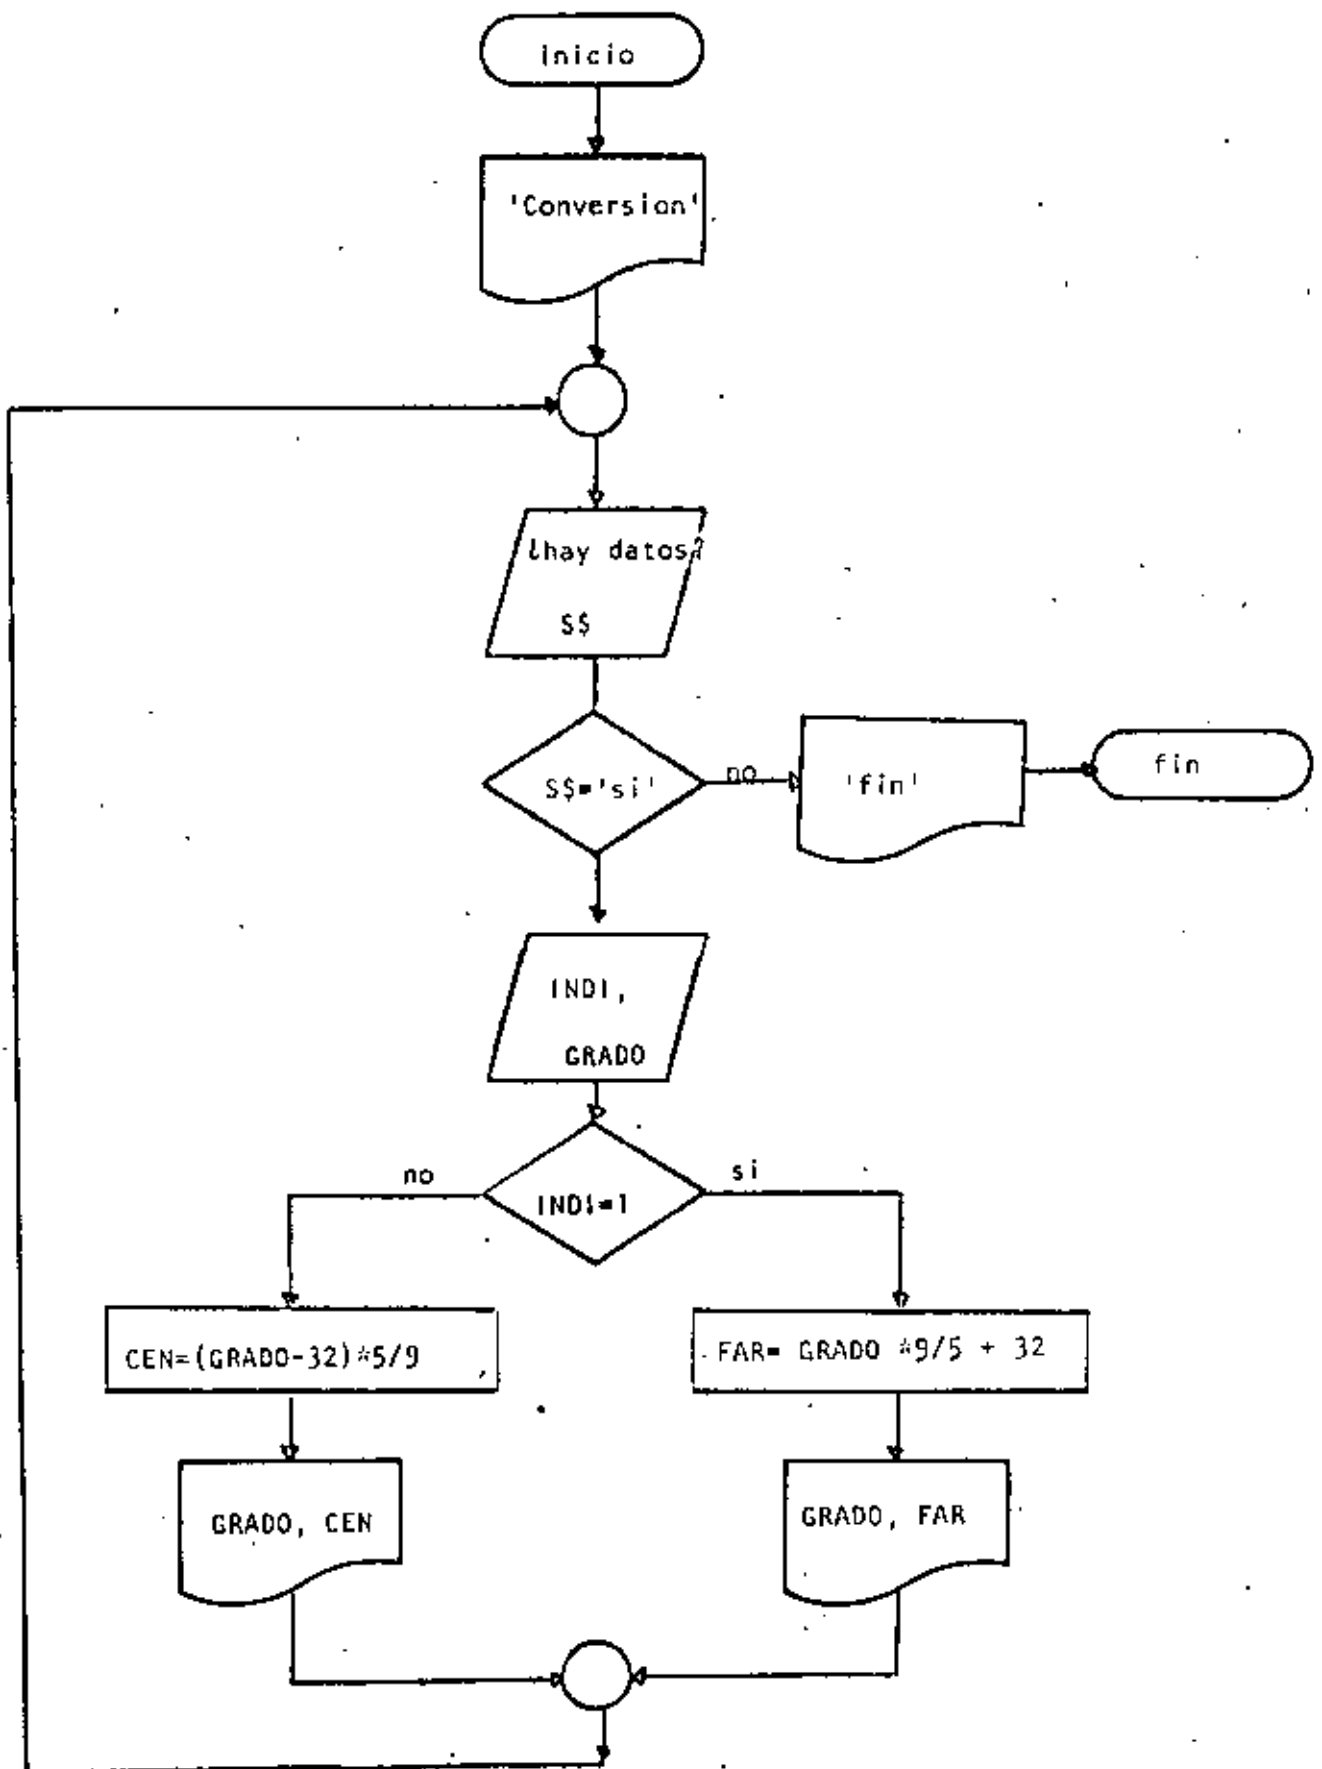 inicio
'Conversion'
¿hay datos?
S$
S$='si'
no
'fin'
fin
INDI,
GRADO
no
si
INDI=1
CEN=(GRADO-32)*5/9
FAR= GRADO *9/5 + 32
GRADO, CEN
GRADO, FAR